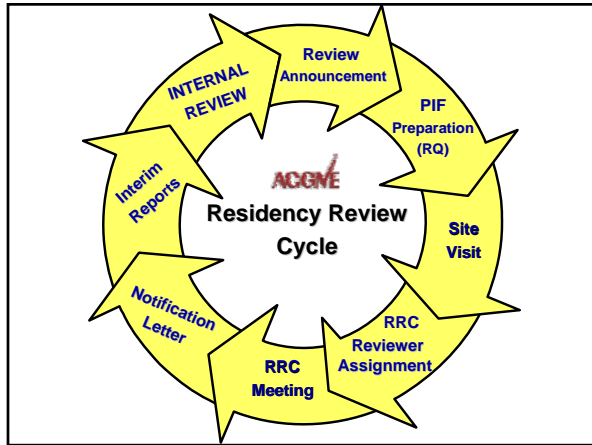 Review
Announcement
PIF
Preparation
(RQ)
Site
Visit
RRC
Reviewer
Assignment
RRC
Meeting
Notification
Letter
Interim
Reports
INTERNAL
REVIEW
ACGME
Residency Review
Cycle